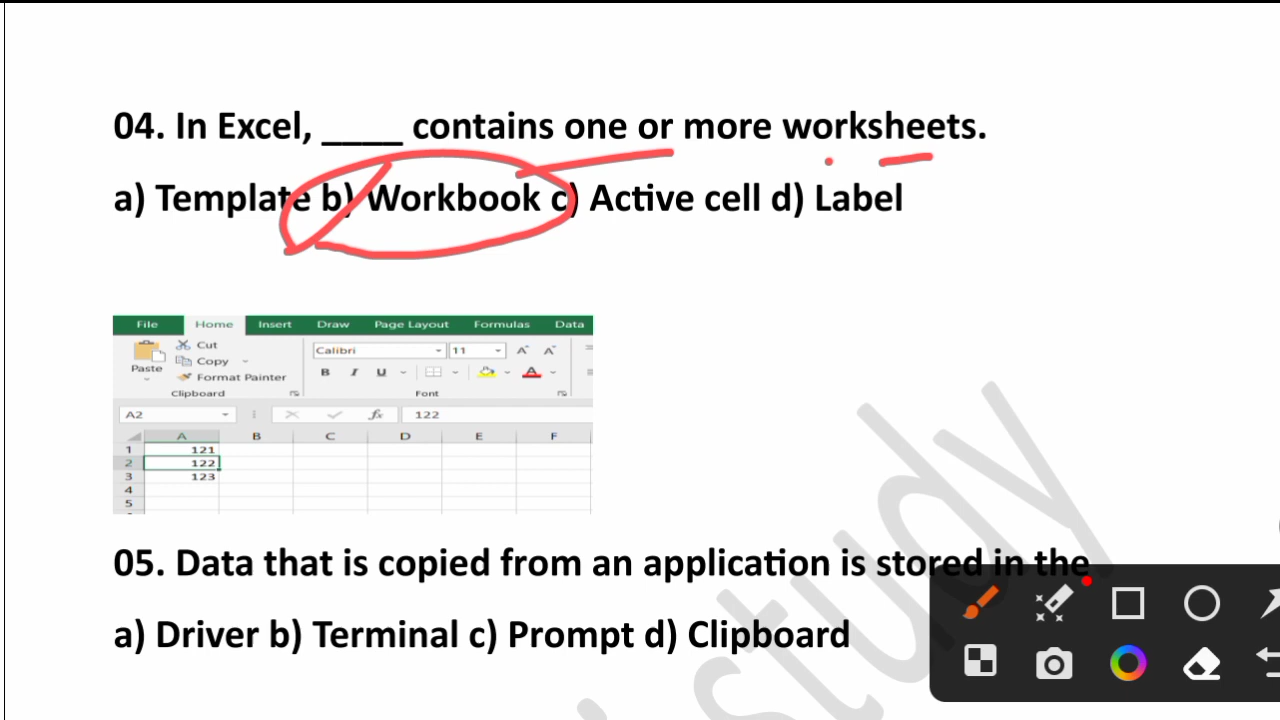 04. In Excel, ____ contains one or more worksheets.
a) Template b) Workbook c) Active cell d) Label
File Home Insert Draw Page Layout Formulas Data
Cut
Copy
Paste
Format Painter
Calibri 11 A A
B I U A
Clipboard Font
A2 fx 122
A B C D E F
1 121
2 122
3 123
4
5
05. Data that is copied from an application is stored in the
a) Driver b) Terminal c) Prompt d) Clipboard
study